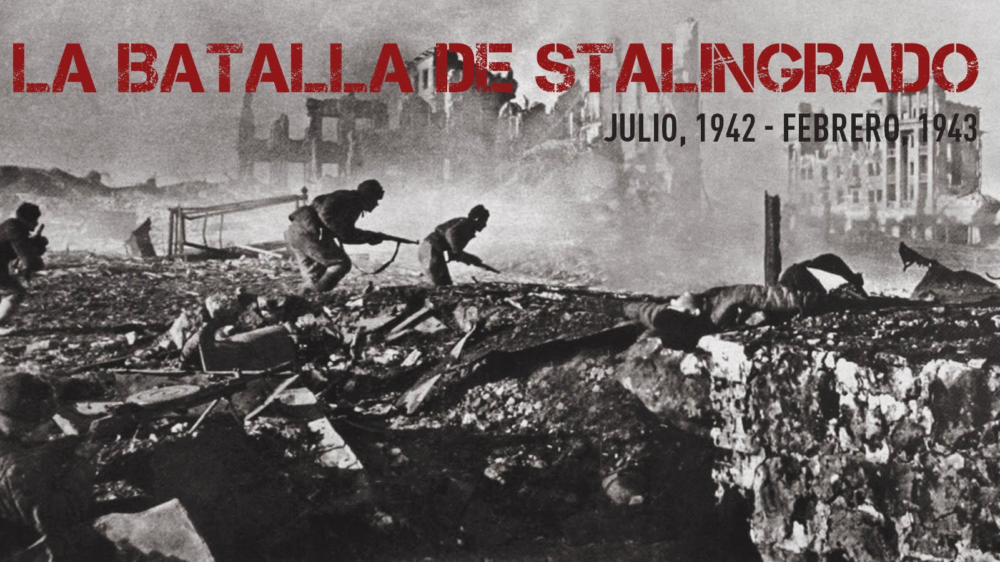 LA BATALLA DE STALINGRADO
JULIO, 1942 - FEBRERO, 1943